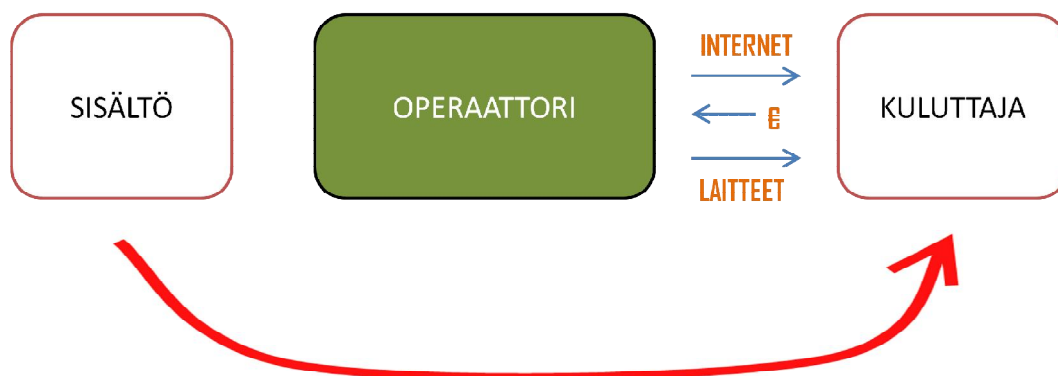 INTERNET
SISÄLTÖ
OPERAATTORI
€
KULUTTAJA
LAITTEET